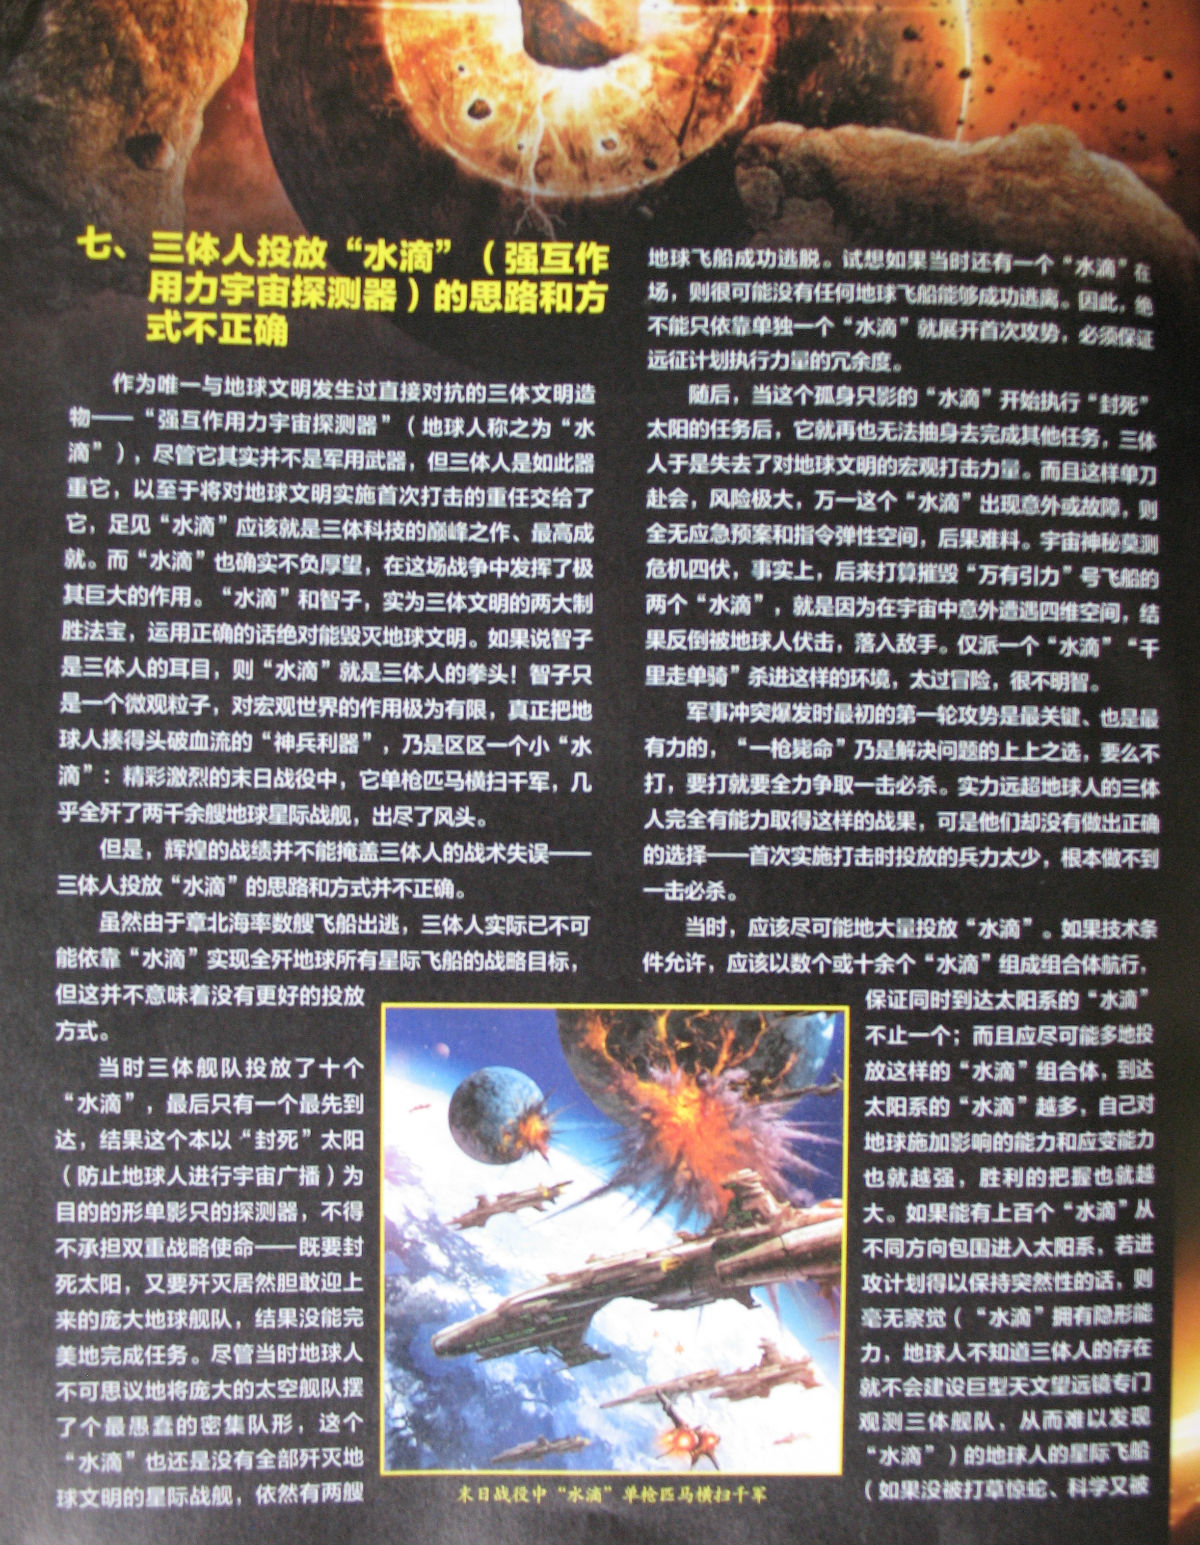 七、三体人投放“水滴”（强互作
用力宇宙探测器）的思路和方
式不正确
作为唯一与地球文明发生过直接对抗的三体文明造
物——“强互作用力宇宙探测器”（地球人称之为“水
滴”），尽管它其实并不是军用武器，但三体人是如此器
重它，以至于将对地球文明实施首次打击的重任交给了
它，足见“水滴”应该就是三体科技的巅峰之作、最高成
就。而“水滴”也确实不负厚望，在这场战争中发挥了极
其巨大的作用。“水滴”和智子，实为三体文明的两大制
胜法宝，运用正确的话绝对能毁灭地球文明。如果说智子
是三体人的耳目，则“水滴”就是三体人的拳头！智子只
是一个微观粒子，对宏观世界的作用极为有限，真正把地
球人揍得头破血流的“神兵利器”，乃是区区一个小“水
滴”：精彩激烈的末日战役中，它单枪匹马横扫千军，几
乎全歼了两千余艘地球星际战舰，出尽了风头。
但是，辉煌的战绩并不能掩盖三体人的战术失误——
三体人投放“水滴”的思路和方式并不正确。
虽然由于章北海率数艘飞船出逃，三体人实际已不可
能依靠“水滴”实现全歼地球所有星际飞船的战略目标，
但这并不意味着没有更好的投放
方式。
当时三体舰队投放了十个
“水滴”，最后只有一个最先到
达，结果这个本以“封死”太阳
（防止地球人进行宇宙广播）为
目的的形单影只的探测器，不得
不承担双重战略使命——既要封
死太阳，又要歼灭居然胆敢迎上
来的庞大地球舰队，结果没能完
美地完成任务。尽管当时地球人
不可思议地将庞大的太空舰队摆
了个最愚蠢的密集队形，这个
“水滴”也还是没有全部歼灭地
球文明的星际战舰，依然有两艘
地球飞船成功逃脱。试想如果当时还有一个“水滴”在
场，则很可能没有任何地球飞船能够成功逃离。因此，绝
不能只依靠单独一个“水滴”就展开首次攻势，必须保证
远征计划执行力量的冗余度。
随后，当这个孤身只影的“水滴”开始执行“封死”
太阳的任务后，它就再也无法抽身去完成其他任务，三体
人于是失去了对地球文明的宏观打击力量。而且这样单刀
赴会，风险极大，万一这个“水滴”出现意外或故障，则
全无应急预案和指令弹性空间，后果难料。宇宙神秘莫测
危机四伏，事实上，后来打算摧毁“万有引力”号飞船的
两个“水滴”，就是因为在宇宙中意外遭遇四维空间，结
果反倒被地球人伏击，落入敌手。仅派一个“水滴”“千
里走单骑”杀进这样的环境，太过冒险，很不明智。
军事冲突爆发时最初的第一轮攻势是最关键、也是最
有力的，“一枪毙命”乃是解决问题的上上之选，要么不
打，要打就要全力争取一击必杀。实力远超地球人的三体
人完全有能力取得这样的战果，可是他们却没有做出正确
的选择——首次实施打击时投放的兵力太少，根本做不到
一击必杀。
当时，应该尽可能地大量投放“水滴”。如果技术条
件允许，应该以数个或十余个“水滴”组成组合体航行，
保证同时到达太阳系的“水滴”
不止一个；而且应尽可能多地投
放这样的“水滴”组合体，到达
太阳系的“水滴”越多，自己对
地球施加影响的能力和应变能力
也就越强，胜利的把握也就越
大。如果能有上百个“水滴”从
不同方向包围进入太阳系，若进
攻计划得以保持突然性的话，则
毫无察觉（“水滴”拥有隐形能
力，地球人不知道三体人的存在
就不会建设巨型天文望远镜专门
观测三体舰队、从而难以发现
“水滴”）的地球人的星际飞船
（如果没被打草惊蛇、科学又被
末日战役中“水滴”单枪匹马横扫千军